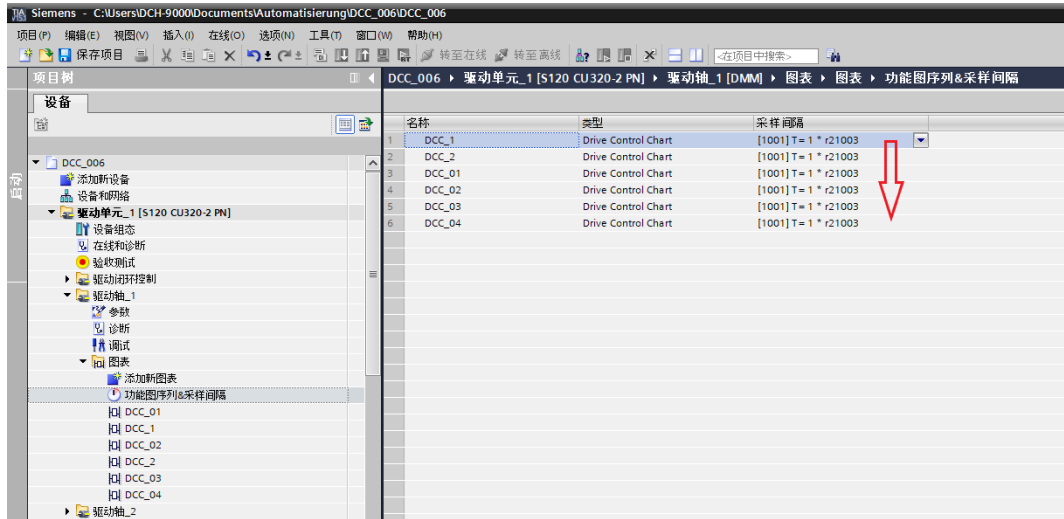 Siemens - C:\Users\DCH-9000\Documents\Automatisierung\DCC_006\DCC_006
项目(P) 编辑(E) 视图(V) 插入(I) 在线(O) 选项(N) 工具(T) 窗口(W) 帮助(H)
保存项目 转至在线 转至离线 <在项目中搜索>
项目树
DCC_006 驱动单元_1 [S120 CU320-2 PN] 驱动轴_1 [DMM] 图表 图表 功能图序列&采样间隔
设备
启动
DCC_006
添加新设备
设备和网络
驱动单元_1 [S120 CU320-2 PN]
设备组态
在线和诊断
验收测试
驱动闭环控制
驱动轴_1
参数
诊断
调试
图表
添加新图表
功能图序列&采样间隔
DCC_01
DCC_1
DCC_02
DCC_2
DCC_03
DCC_04
驱动轴_2
名称 类型 采样间隔
1 DCC_1 Drive Control Chart [1001] T= 1 * r21003
2 DCC_2 Drive Control Chart [1001] T= 1 * r21003
3 DCC_01 Drive Control Chart [1001] T= 1 * r21003
4 DCC_02 Drive Control Chart [1001] T= 1 * r21003
5 DCC_03 Drive Control Chart [1001] T= 1 * r21003
6 DCC_04 Drive Control Chart [1001] T= 1 * r21003